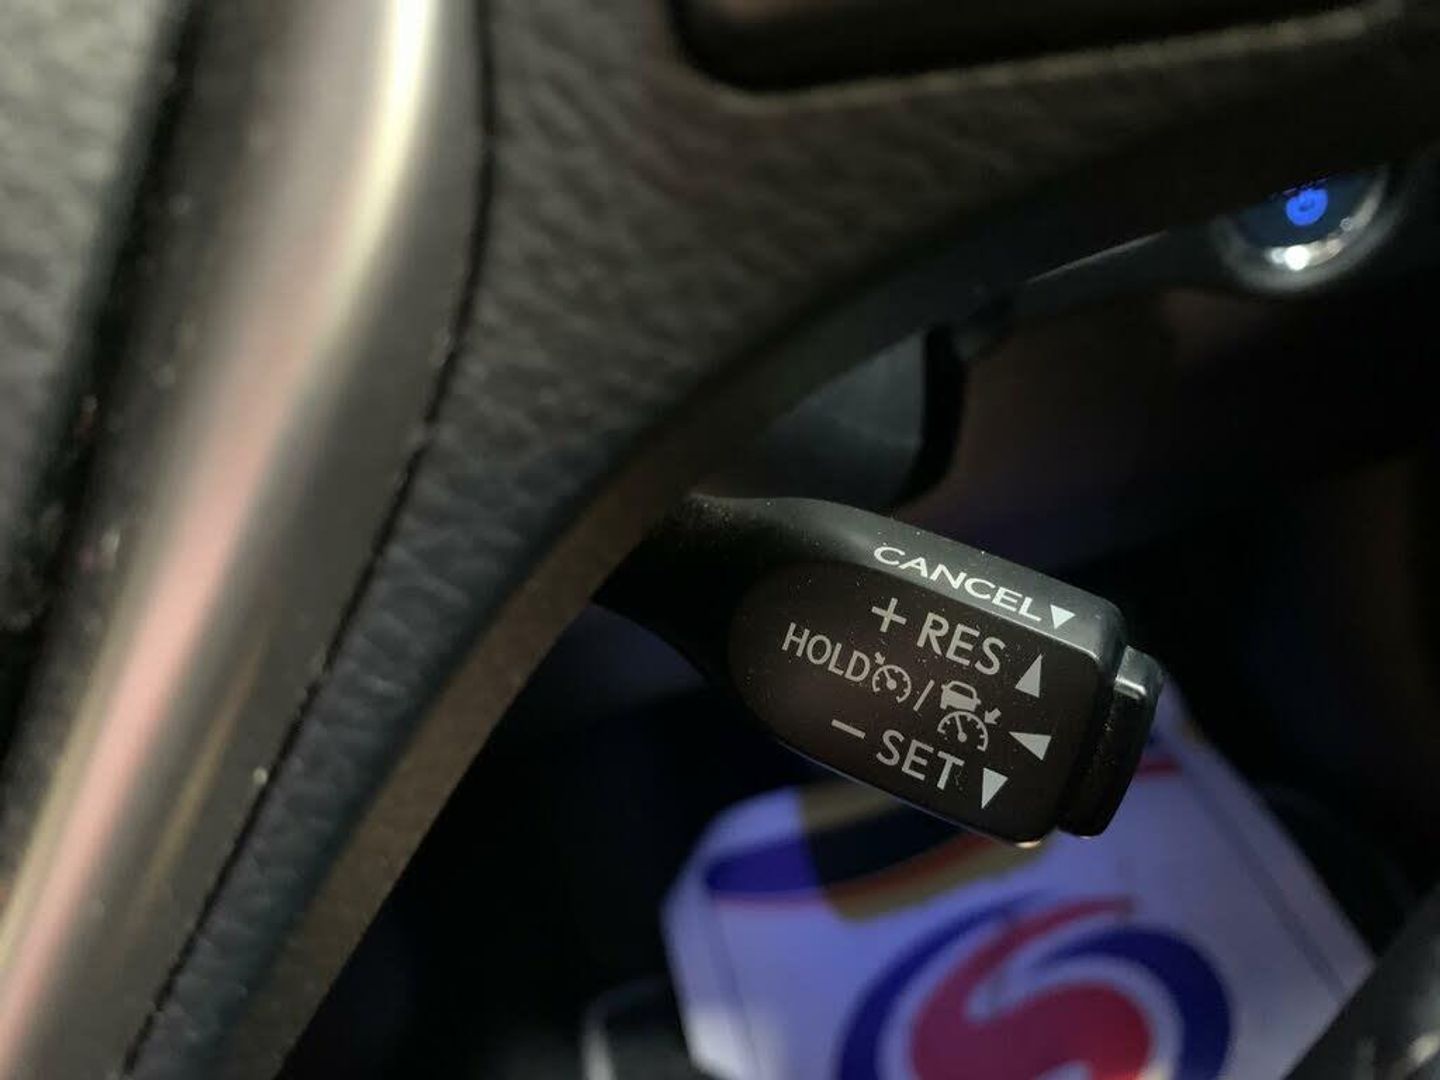 CANCEL
+ RES
HOLD /
− SET